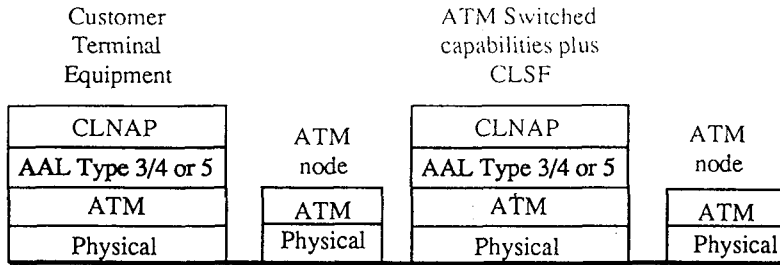 Customer
Terminal
Equipment
ATM Switched
capabilities plus
CLSF
CLNAP
AAL Type 3/4 or 5
ATM
Physical
ATM
node
ATM
Physical
CLNAP
AAL Type 3/4 or 5
ATM
Physical
ATM
node
ATM
Physical